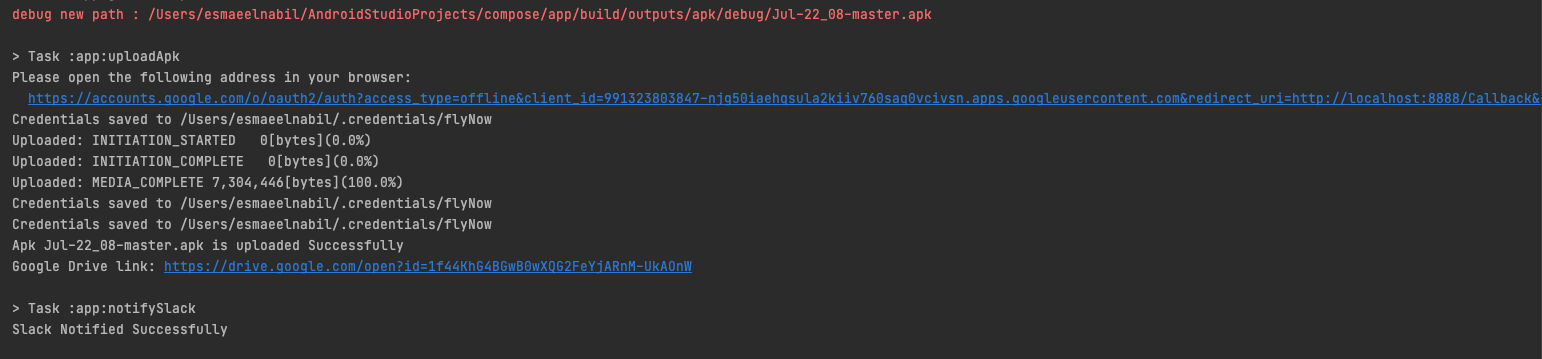 debug new path : /Users/esmaeelnabil/AndroidStudioProjects/compose/app/build/outputs/apk/debug/Jul-22_08-master.apk
> Task :app:uploadApk
Please open the following address in your browser:
https://accounts.google.com/o/oauth2/auth?access_type=offline&client_id=991323803847-njg50iaehqsula2kiiv760saq0vcivsn.apps.googleusercontent.com&redirect_uri=http://localhost:8888/Callback&
Credentials saved to /Users/esmaeelnabil/.credentials/flyNow
Uploaded: INITIATION_STARTED   0[bytes](0.0%)
Uploaded: INITIATION_COMPLETE   0[bytes](0.0%)
Uploaded: MEDIA_COMPLETE 7,304,446[bytes](100.0%)
Credentials saved to /Users/esmaeelnabil/.credentials/flyNow
Credentials saved to /Users/esmaeelnabil/.credentials/flyNow
Apk Jul-22_08-master.apk is uploaded Successfully
Google Drive link: https://drive.google.com/open?id=1f44KhG4BGwB0wXQG2FeYjARnM-UkAOnW
> Task :app:notifySlack
Slack Notified Successfully